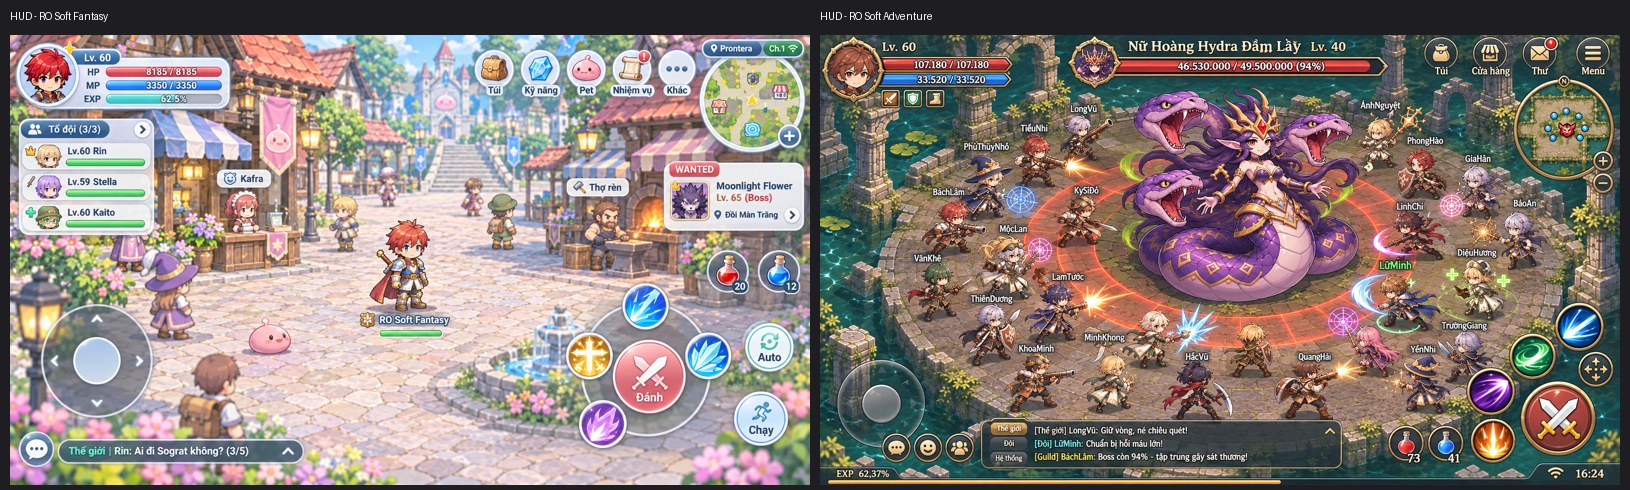 HUD - RO Soft Fantasy
Lv. 60
HP 8185 / 8185
MP 3350 / 3350
EXP 62.5%
Tổ đội (3/3)
Lv.60 Rin
Lv.59 Stella
Lv.60 Kaito
Kafra
Túi
Kỹ năng
Pet
Nhiệm vụ
Khác
Prontera
Ch.1
Thợ rèn
WANTED
Moonlight Flower
Lv. 65 (Boss)
Đồi Màn Trăng
20
12
RO Soft Fantasy
Đánh
Auto
Chạy
Thế giới | Rin: Ai đi Sograt không? (3/5)
HUD - RO Soft Adventure
Lv. 60
107.180 / 107.180
33.520 / 33.520
Nữ Hoàng Hydra Đầm Lầy Lv. 40
46.530.000 / 49.500.000 (94%)
Túi
Cửa hàng
Thư
Menu
N
LongVũ
TiểuNhi
PhùThủyNhỏ
BáchLâm
KỵSĩĐỏ
MộcLan
VânKhê
LamTước
ThiênDương
KhoaMinh
MinhKhong
HắcVũ
QuangHải
YếnNhi
TrườngGiang
LữMinh
DiệuHương
LinhChi
BảoAn
GiaHân
PhongHào
ÁnhNguyệt
Thế giới
Đội
Hệ thống
[Thế giới] LongVũ: Giữ vòng, né chiêu quét!
[Đội] LữMinh: Chuẩn bị hồi máu lớn!
[Guild] BáchLâm: Boss còn 94% - tập trung gây sát thương!
73
41
EXP 62,37%
16:24